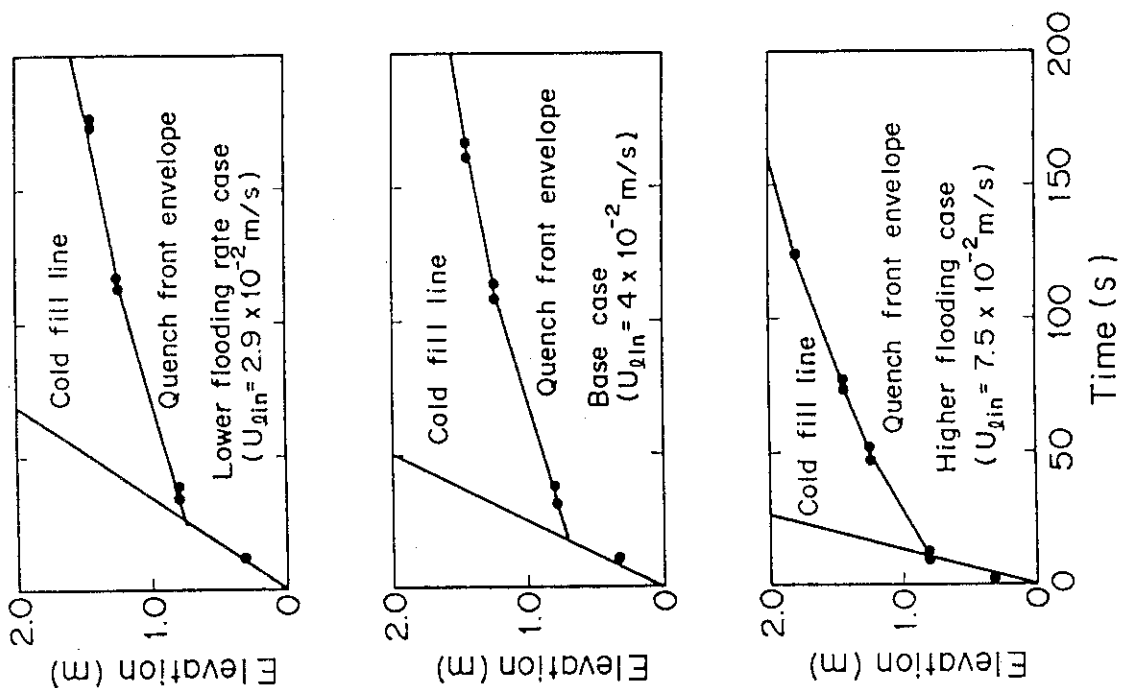 Elevation (m)
2.0
1.0
0
Cold fill line
Quench front envelope
Lower flooding rate case
(Uℓin = 2.9 x 10⁻² m/s)
Elevation (m)
2.0
1.0
0
Cold fill line
Quench front envelope
Base case
(Uℓin = 4 x 10⁻² m/s)
Elevation (m)
2.0
1.0
0
Cold fill line
Quench front envelope
Higher flooding case
(Uℓin = 7.5 x 10⁻² m/s)
0
50
100
150
200
Time (s)